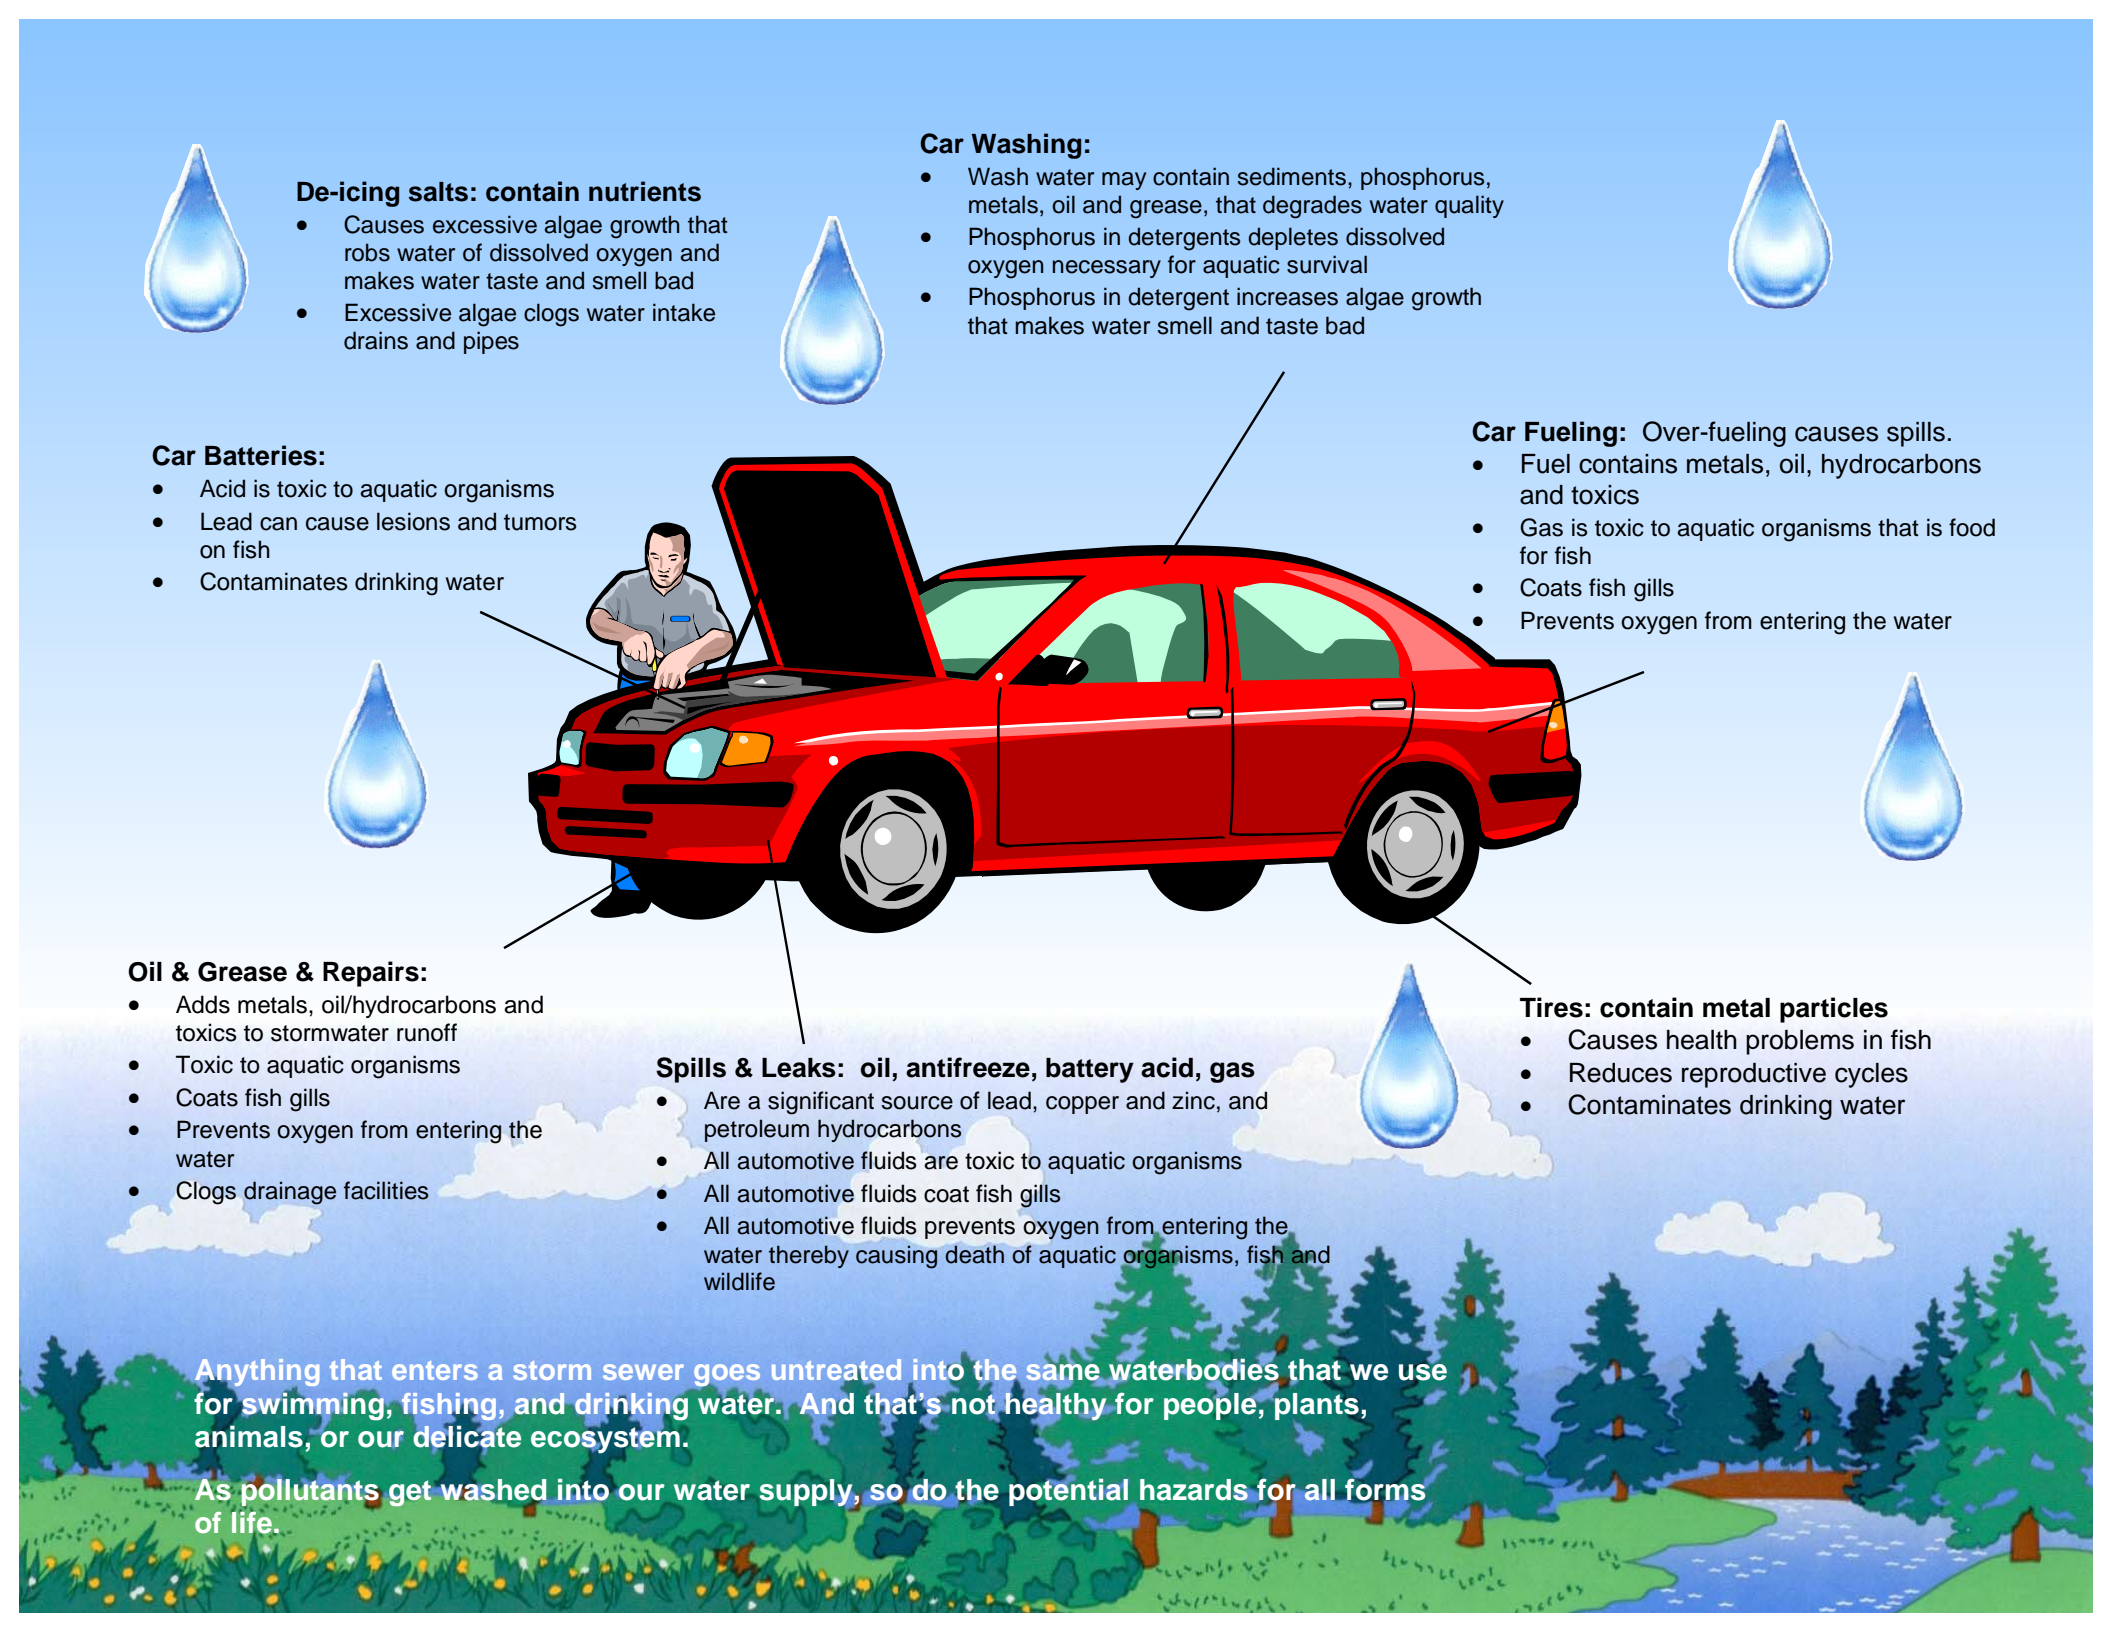 De-icing salts: contain nutrients
• Causes excessive algae growth that
robs water of dissolved oxygen and
makes water taste and smell bad
• Excessive algae clogs water intake
drains and pipes
Car Washing:
• Wash water may contain sediments, phosphorus,
metals, oil and grease, that degrades water quality
• Phosphorus in detergents depletes dissolved
oxygen necessary for aquatic survival
• Phosphorus in detergent increases algae growth
that makes water smell and taste bad
Car Batteries:
• Acid is toxic to aquatic organisms
• Lead can cause lesions and tumors
on fish
• Contaminates drinking water
Car Fueling: Over-fueling causes spills.
• Fuel contains metals, oil, hydrocarbons
and toxics
• Gas is toxic to aquatic organisms that is food
for fish
• Coats fish gills
• Prevents oxygen from entering the water
Oil & Grease & Repairs:
• Adds metals, oil/hydrocarbons and
toxics to stormwater runoff
• Toxic to aquatic organisms
• Coats fish gills
• Prevents oxygen from entering the
water
• Clogs drainage facilities
Spills & Leaks: oil, antifreeze, battery acid, gas
• Are a significant source of lead, copper and zinc, and
petroleum hydrocarbons
• All automotive fluids are toxic to aquatic organisms
• All automotive fluids coat fish gills
• All automotive fluids prevents oxygen from entering the
water thereby causing death of aquatic organisms, fish and
wildlife
Tires: contain metal particles
• Causes health problems in fish
• Reduces reproductive cycles
• Contaminates drinking water
Anything that enters a storm sewer goes untreated into the same waterbodies that we use
for swimming, fishing, and drinking water. And that's not healthy for people, plants,
animals, or our delicate ecosystem.
As pollutants get washed into our water supply, so do the potential hazards for all forms
of life.